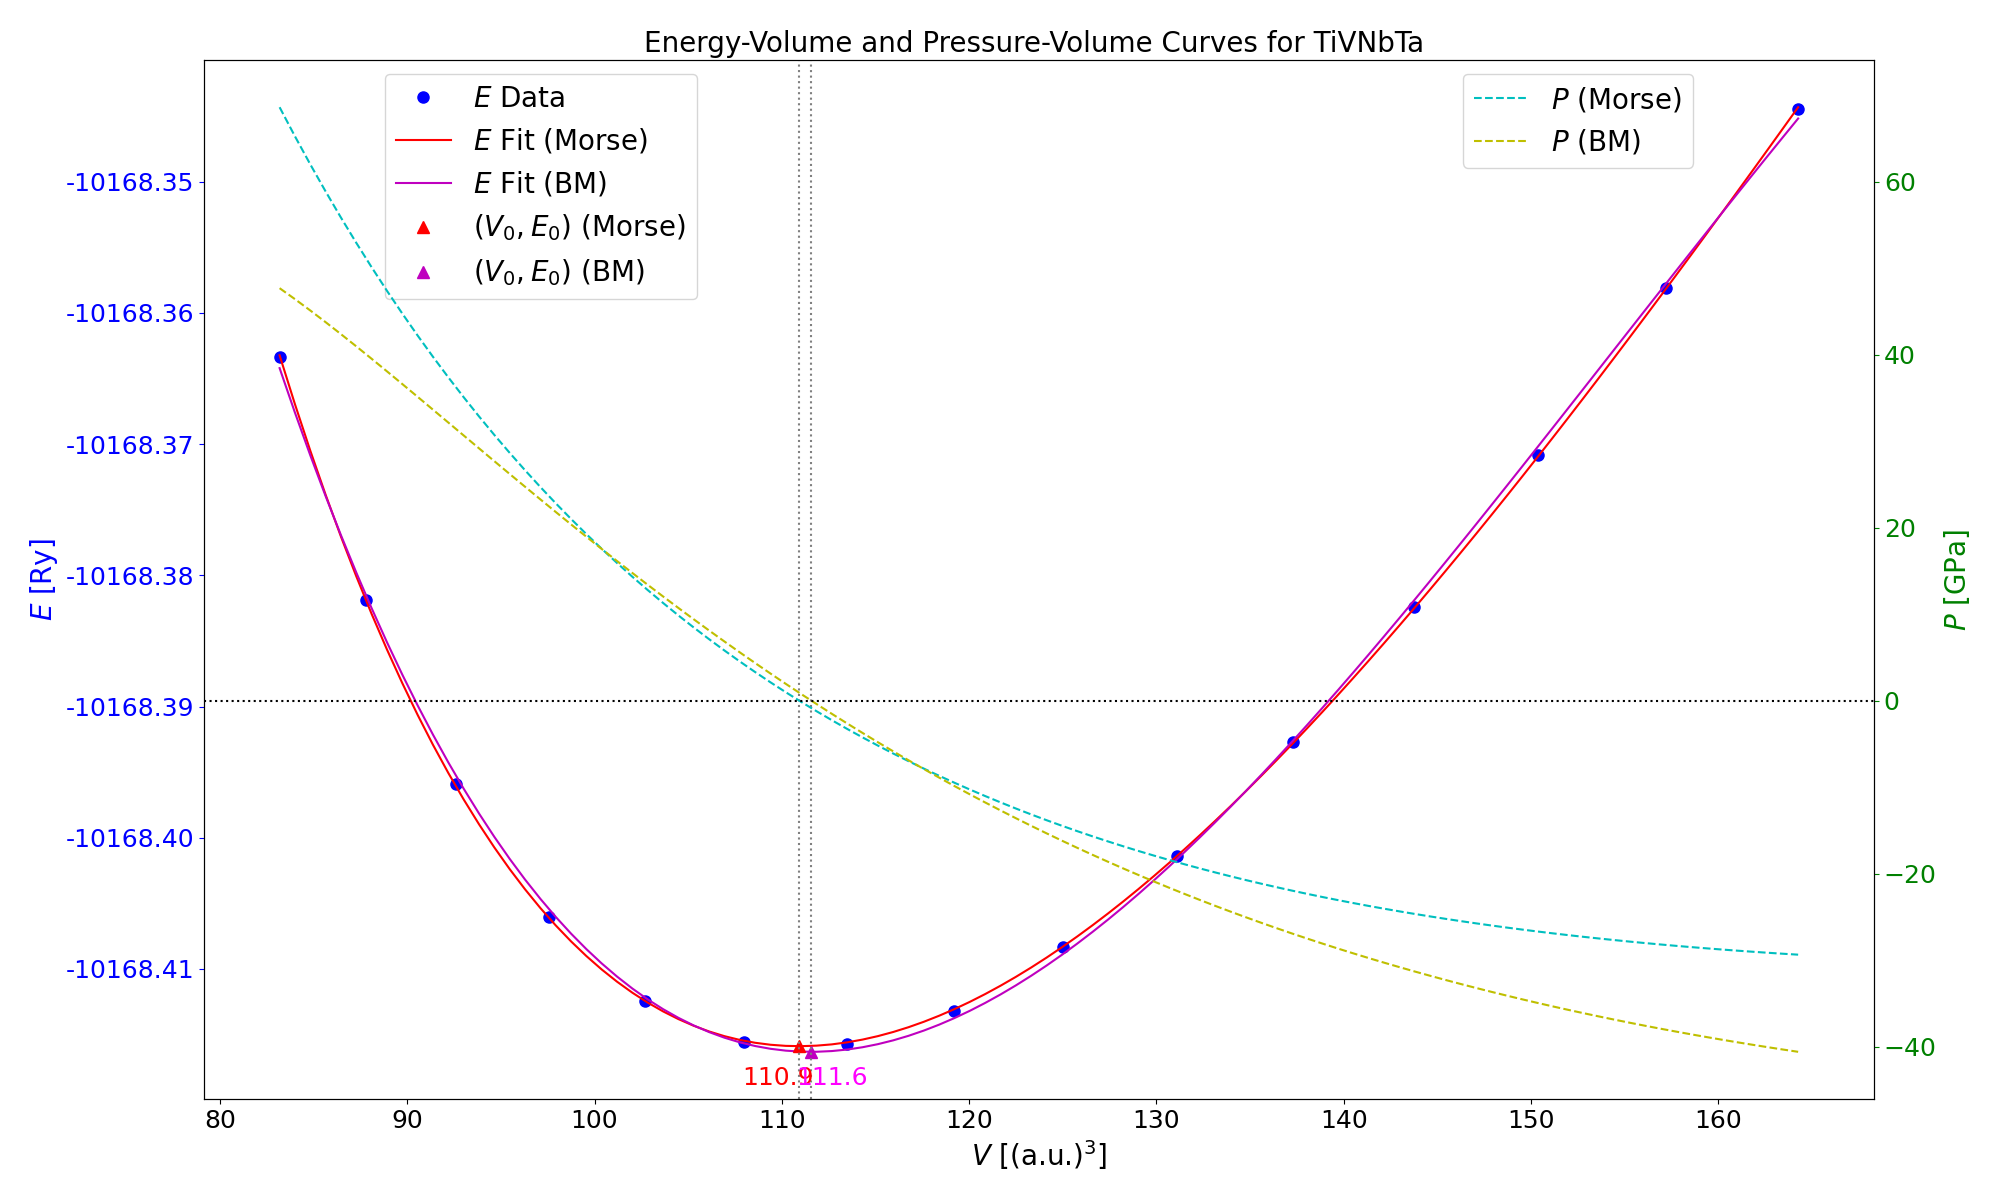 Energy-Volume and Pressure-Volume Curves for TiVNbTa
E Data
E Fit (Morse)
E Fit (BM)
(V₀, E₀) (Morse)
(V₀, E₀) (BM)
P (Morse)
P (BM)
-10168.35
-10168.36
-10168.37
-10168.38
-10168.39
-10168.40
-10168.41
E [Ry]
60
40
20
0
−20
−40
P [GPa]
110.9
111.6
80
90
100
110
120
130
140
150
160
V [(a.u.)³]